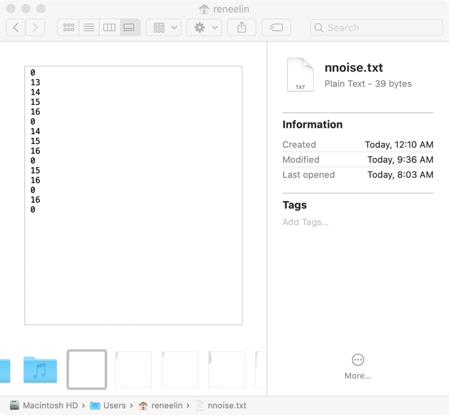 reneelin
Search
0
13
14
15
16
0
14
15
16
0
15
16
0
16
0
TXT
nnoise.txt
Plain Text - 39 bytes
Information
Created Today, 12:10 AM
Modified Today, 9:36 AM
Last opened Today, 8:03 AM
Tags
Add Tags...
More...
Macintosh HD › Users › reneelin › nnoise.txt